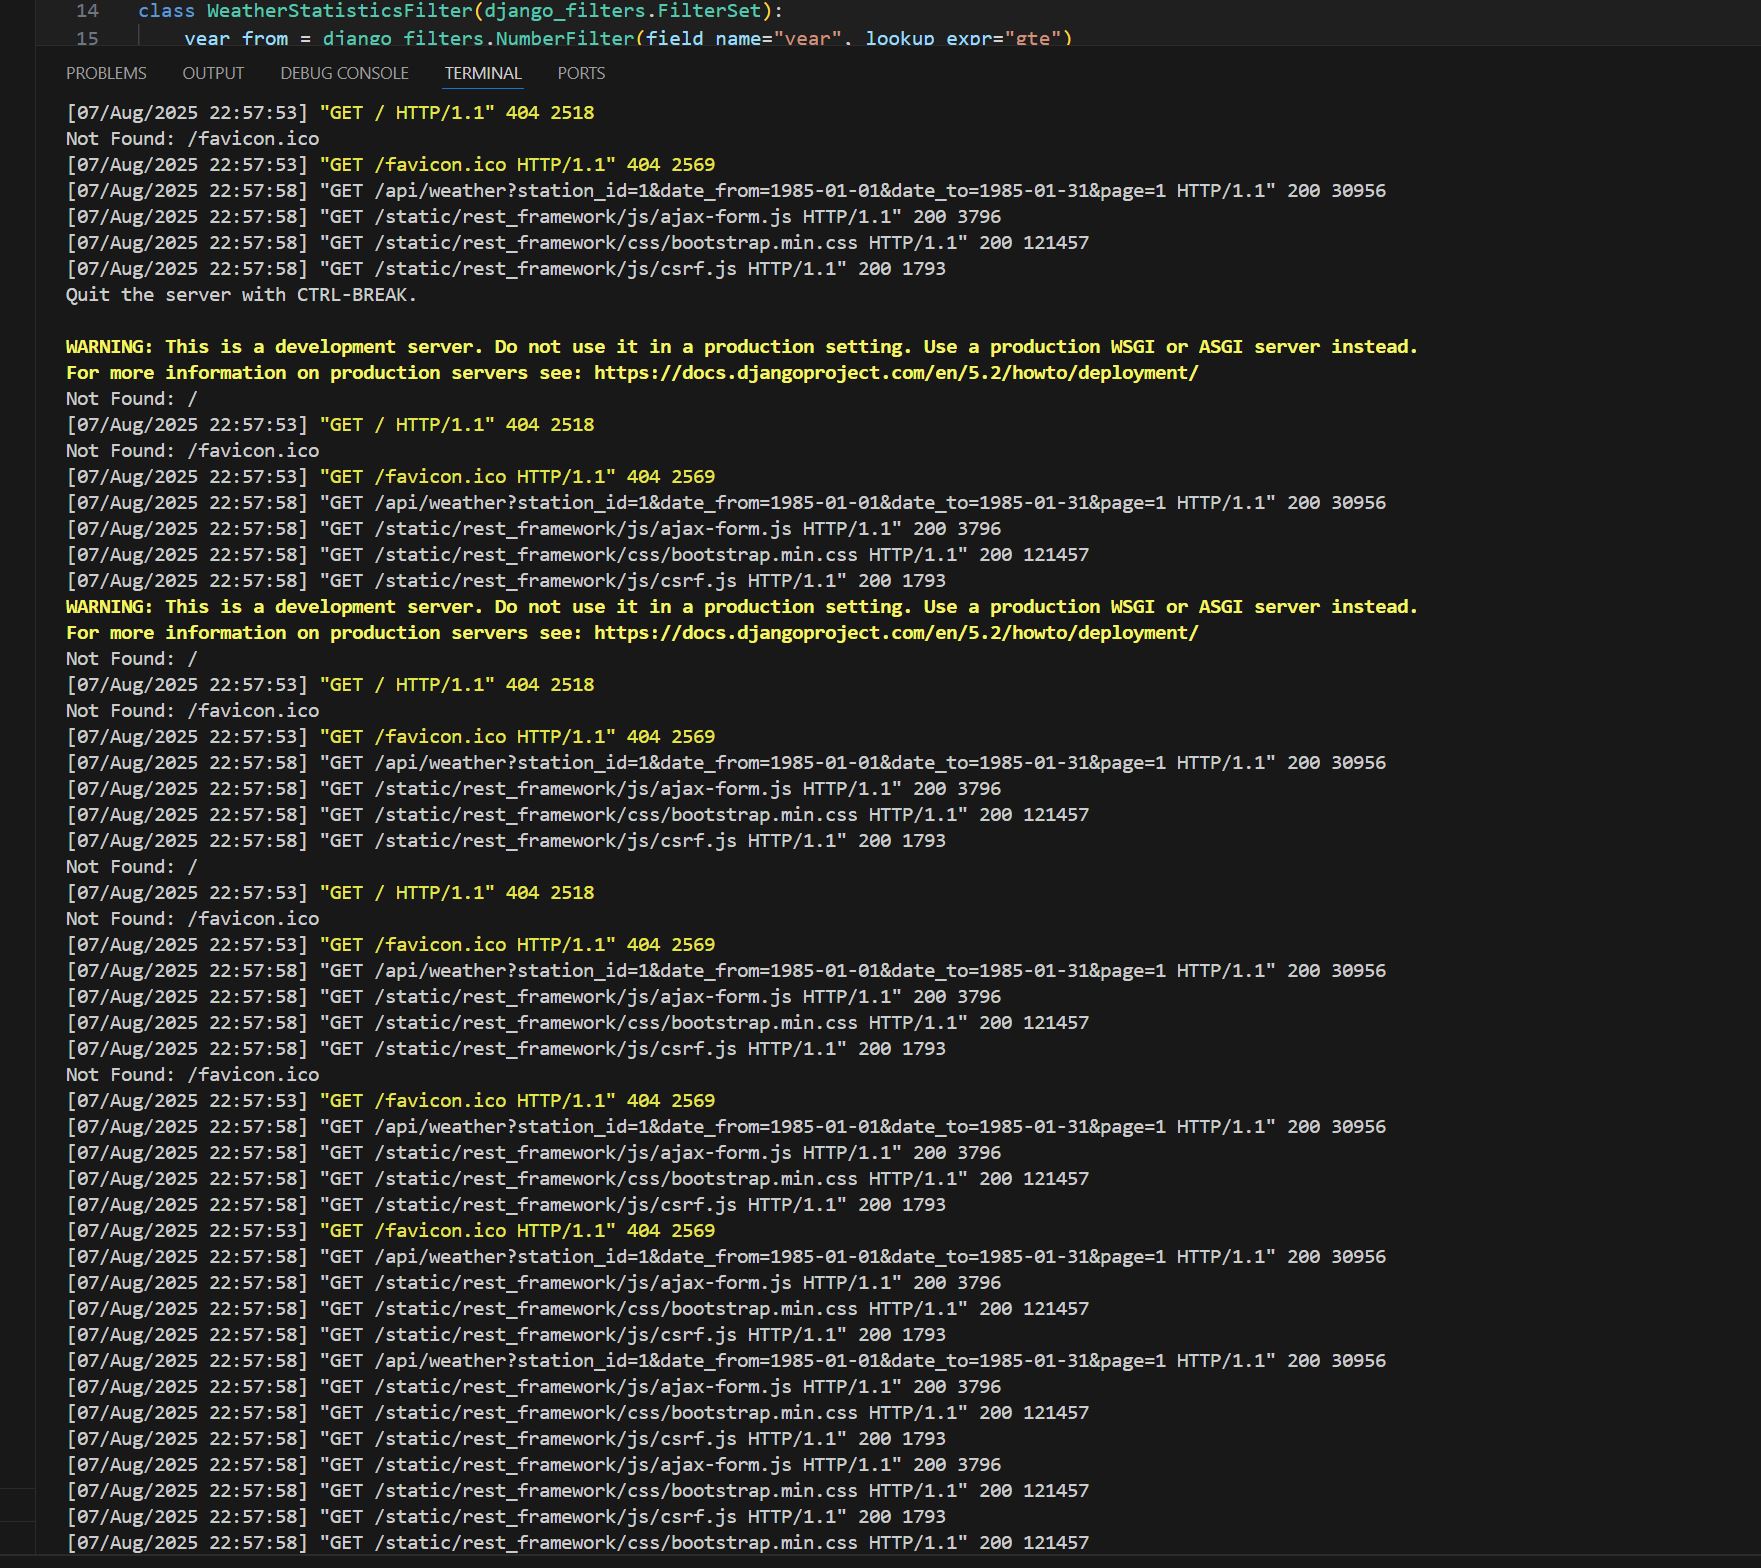 14 class WeatherStatisticsFilter(django_filters.FilterSet):
15 year_from = django_filters.NumberFilter(field_name="year", lookup_expr="gte")
PROBLEMS OUTPUT DEBUG CONSOLE TERMINAL PORTS
[07/Aug/2025 22:57:53] "GET / HTTP/1.1" 404 2518
Not Found: /favicon.ico
[07/Aug/2025 22:57:53] "GET /favicon.ico HTTP/1.1" 404 2569
[07/Aug/2025 22:57:58] "GET /api/weather?station_id=1&date_from=1985-01-01&date_to=1985-01-31&page=1 HTTP/1.1" 200 30956
[07/Aug/2025 22:57:58] "GET /static/rest_framework/js/ajax-form.js HTTP/1.1" 200 3796
[07/Aug/2025 22:57:58] "GET /static/rest_framework/css/bootstrap.min.css HTTP/1.1" 200 121457
[07/Aug/2025 22:57:58] "GET /static/rest_framework/js/csrf.js HTTP/1.1" 200 1793
Quit the server with CTRL-BREAK.
WARNING: This is a development server. Do not use it in a production setting. Use a production WSGI or ASGI server instead.
For more information on production servers see: https://docs.djangoproject.com/en/5.2/howto/deployment/
Not Found: /
[07/Aug/2025 22:57:53] "GET / HTTP/1.1" 404 2518
Not Found: /favicon.ico
[07/Aug/2025 22:57:53] "GET /favicon.ico HTTP/1.1" 404 2569
[07/Aug/2025 22:57:58] "GET /api/weather?station_id=1&date_from=1985-01-01&date_to=1985-01-31&page=1 HTTP/1.1" 200 30956
[07/Aug/2025 22:57:58] "GET /static/rest_framework/js/ajax-form.js HTTP/1.1" 200 3796
[07/Aug/2025 22:57:58] "GET /static/rest_framework/css/bootstrap.min.css HTTP/1.1" 200 121457
[07/Aug/2025 22:57:58] "GET /static/rest_framework/js/csrf.js HTTP/1.1" 200 1793
WARNING: This is a development server. Do not use it in a production setting. Use a production WSGI or ASGI server instead.
For more information on production servers see: https://docs.djangoproject.com/en/5.2/howto/deployment/
Not Found: /
[07/Aug/2025 22:57:53] "GET / HTTP/1.1" 404 2518
Not Found: /favicon.ico
[07/Aug/2025 22:57:53] "GET /favicon.ico HTTP/1.1" 404 2569
[07/Aug/2025 22:57:58] "GET /api/weather?station_id=1&date_from=1985-01-01&date_to=1985-01-31&page=1 HTTP/1.1" 200 30956
[07/Aug/2025 22:57:58] "GET /static/rest_framework/js/ajax-form.js HTTP/1.1" 200 3796
[07/Aug/2025 22:57:58] "GET /static/rest_framework/css/bootstrap.min.css HTTP/1.1" 200 121457
[07/Aug/2025 22:57:58] "GET /static/rest_framework/js/csrf.js HTTP/1.1" 200 1793
Not Found: /
[07/Aug/2025 22:57:53] "GET / HTTP/1.1" 404 2518
Not Found: /favicon.ico
[07/Aug/2025 22:57:53] "GET /favicon.ico HTTP/1.1" 404 2569
[07/Aug/2025 22:57:58] "GET /api/weather?station_id=1&date_from=1985-01-01&date_to=1985-01-31&page=1 HTTP/1.1" 200 30956
[07/Aug/2025 22:57:58] "GET /static/rest_framework/js/ajax-form.js HTTP/1.1" 200 3796
[07/Aug/2025 22:57:58] "GET /static/rest_framework/css/bootstrap.min.css HTTP/1.1" 200 121457
[07/Aug/2025 22:57:58] "GET /static/rest_framework/js/csrf.js HTTP/1.1" 200 1793
Not Found: /favicon.ico
[07/Aug/2025 22:57:53] "GET /favicon.ico HTTP/1.1" 404 2569
[07/Aug/2025 22:57:58] "GET /api/weather?station_id=1&date_from=1985-01-01&date_to=1985-01-31&page=1 HTTP/1.1" 200 30956
[07/Aug/2025 22:57:58] "GET /static/rest_framework/js/ajax-form.js HTTP/1.1" 200 3796
[07/Aug/2025 22:57:58] "GET /static/rest_framework/css/bootstrap.min.css HTTP/1.1" 200 121457
[07/Aug/2025 22:57:58] "GET /static/rest_framework/js/csrf.js HTTP/1.1" 200 1793
[07/Aug/2025 22:57:53] "GET /favicon.ico HTTP/1.1" 404 2569
[07/Aug/2025 22:57:58] "GET /api/weather?station_id=1&date_from=1985-01-01&date_to=1985-01-31&page=1 HTTP/1.1" 200 30956
[07/Aug/2025 22:57:58] "GET /static/rest_framework/js/ajax-form.js HTTP/1.1" 200 3796
[07/Aug/2025 22:57:58] "GET /static/rest_framework/css/bootstrap.min.css HTTP/1.1" 200 121457
[07/Aug/2025 22:57:58] "GET /static/rest_framework/js/csrf.js HTTP/1.1" 200 1793
[07/Aug/2025 22:57:58] "GET /api/weather?station_id=1&date_from=1985-01-01&date_to=1985-01-31&page=1 HTTP/1.1" 200 30956
[07/Aug/2025 22:57:58] "GET /static/rest_framework/js/ajax-form.js HTTP/1.1" 200 3796
[07/Aug/2025 22:57:58] "GET /static/rest_framework/css/bootstrap.min.css HTTP/1.1" 200 121457
[07/Aug/2025 22:57:58] "GET /static/rest_framework/js/csrf.js HTTP/1.1" 200 1793
[07/Aug/2025 22:57:58] "GET /static/rest_framework/js/ajax-form.js HTTP/1.1" 200 3796
[07/Aug/2025 22:57:58] "GET /static/rest_framework/css/bootstrap.min.css HTTP/1.1" 200 121457
[07/Aug/2025 22:57:58] "GET /static/rest_framework/js/csrf.js HTTP/1.1" 200 1793
[07/Aug/2025 22:57:58] "GET /static/rest_framework/css/bootstrap.min.css HTTP/1.1" 200 121457